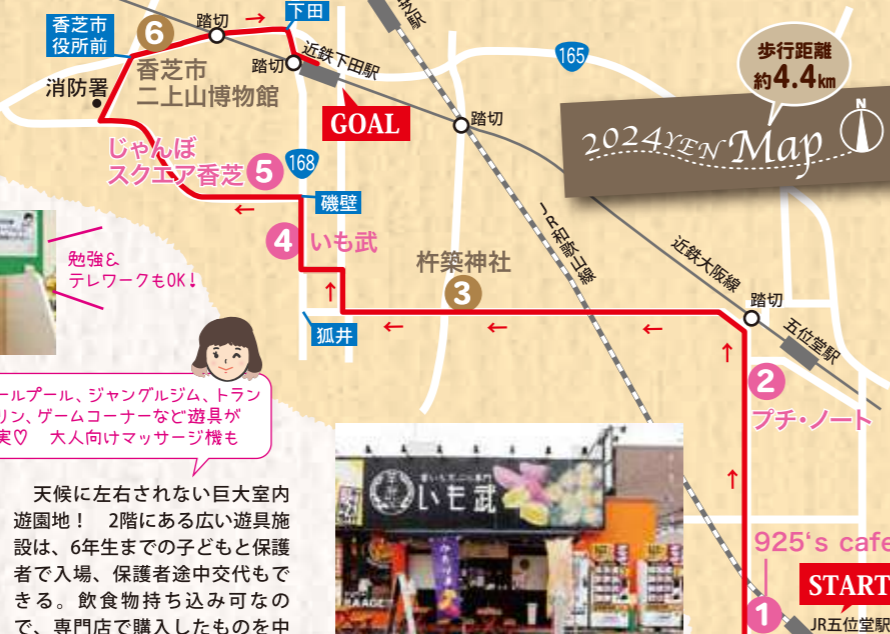 香芝市
役所前
6
踏切
→
下田
消防署
香芝市
二上山博物館
踏切
近鉄下田駅
芝駅
165
歩行距離
約4.4km
GOAL
踏切
2024YEN Map
N
じゃんぼ
スクエア香芝
5
168
←
磯壁
4
いも武
JR和歌山線
近鉄大阪線
勉強&
テレワークもOK!
杵築神社
3
↑
狐井
←
←
←
踏切
五位堂駅
↑
2
プチ・ノート
ールプール、ジャングルジム、トラン
リン、ゲームコーナーなど遊具が
実♡ 大人向けマッサージ機も
いも武
↑
天候に左右されない巨大室内
遊園地! 2階にある広い遊具施
設は、6年生までの子どもと保護
者で入場、保護者途中交代もで
きる。飲食物持ち込み可なの
で、専門店で購入したものを中
925‘s cafe
START
1
JR五位堂駅